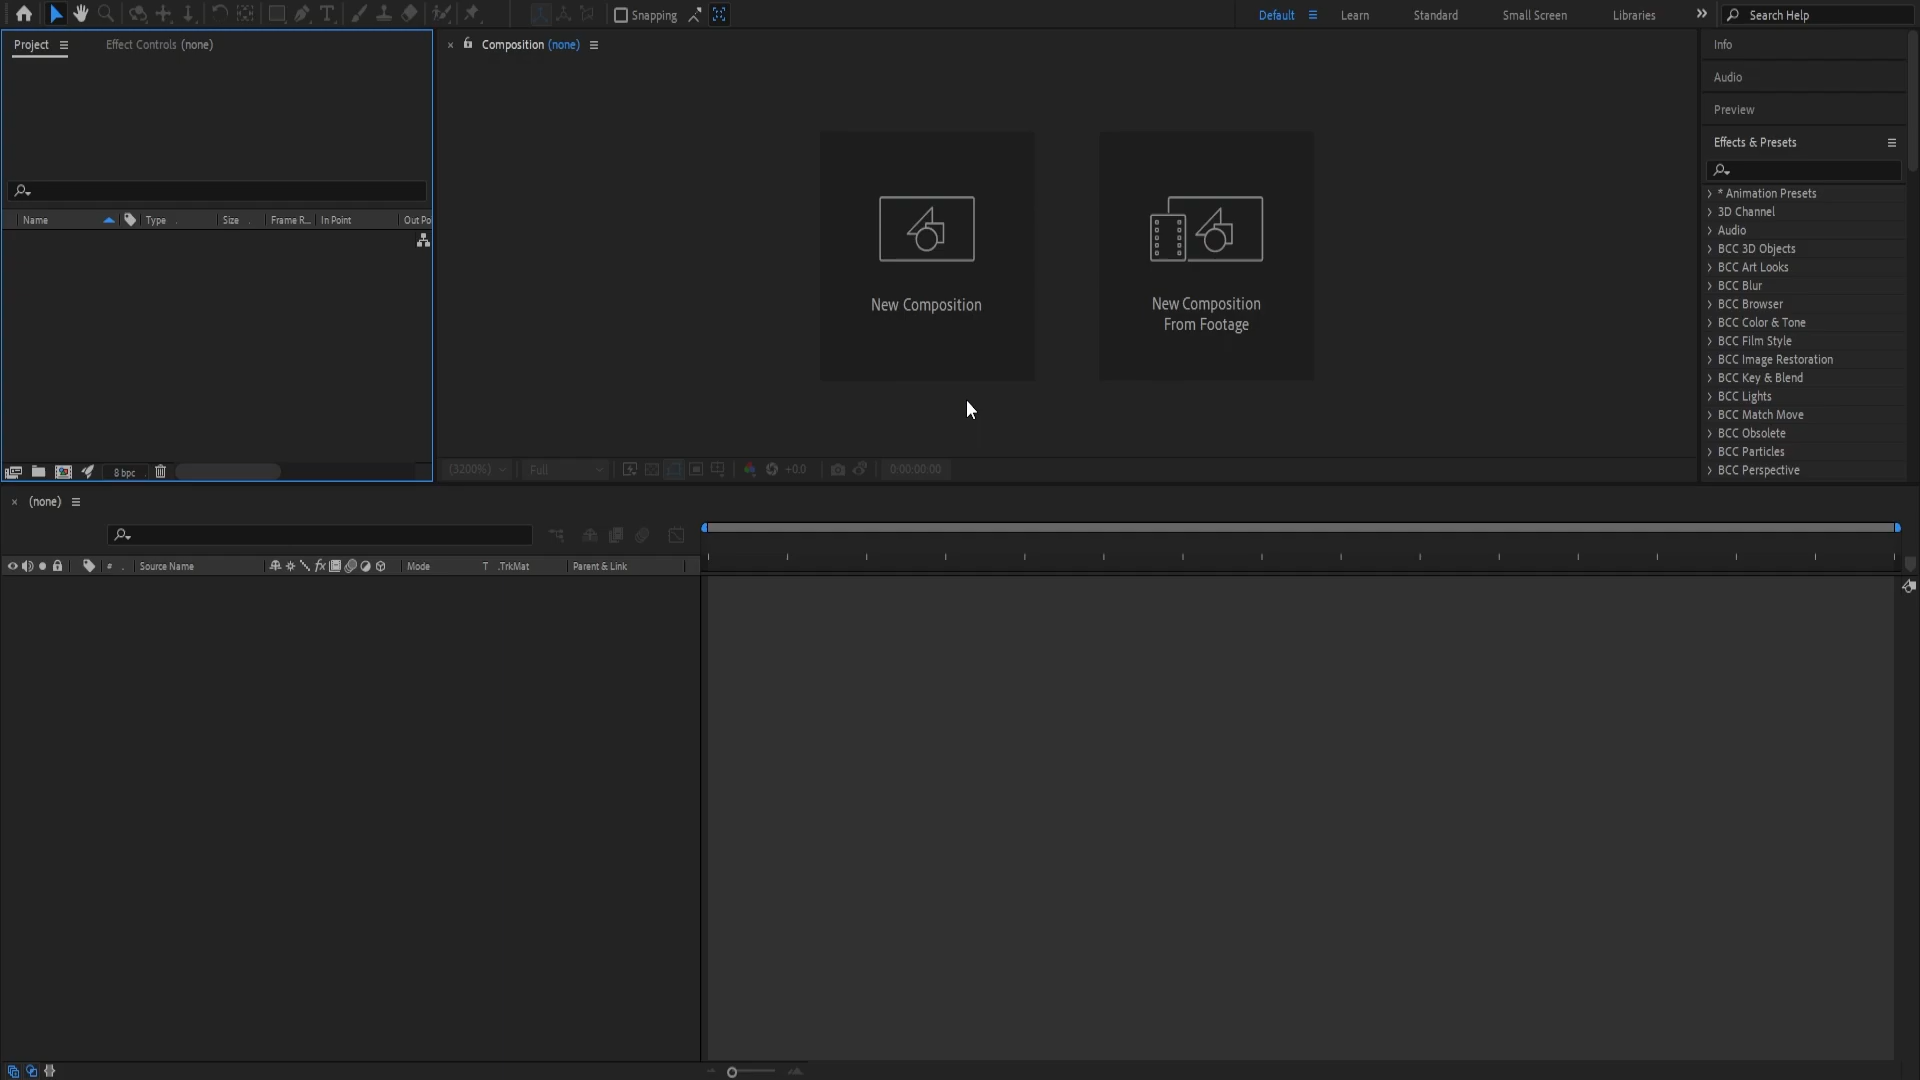 Snapping
Default
Learn
Standard
Small Screen
Libraries
Search Help
Project
Effect Controls (none)
Composition (none)
Info
Audio
Preview
Effects & Presets
Name
Type
Size
Frame R...
In Point
Out Po
New Composition
New Composition
From Footage
* Animation Presets
3D Channel
Audio
BCC 3D Objects
BCC Art Looks
BCC Blur
BCC Browser
BCC Color & Tone
BCC Film Style
BCC Image Restoration
BCC Key & Blend
BCC Lights
BCC Match Move
BCC Obsolete
BCC Particles
BCC Perspective
8 bpc
(3200%)
Full
+0.0
0:00:00:00
(none)
#
Source Name
fx
Mode
T .TrkMat
Parent & Link